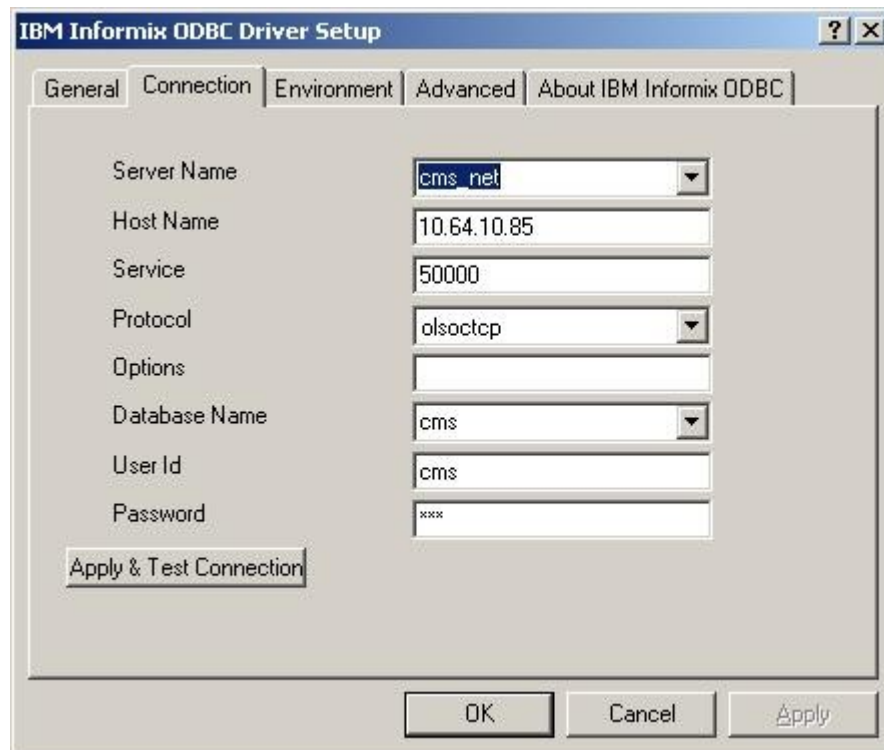 IBM Informix ODBC Driver Setup
? X
General Connection Environment Advanced About IBM Informix ODBC
Server Name cms_net
Host Name 10.64.10.85
Service 50000
Protocol olsoctcp
Options
Database Name cms
User Id cms
Password ***
Apply & Test Connection
OK Cancel Apply